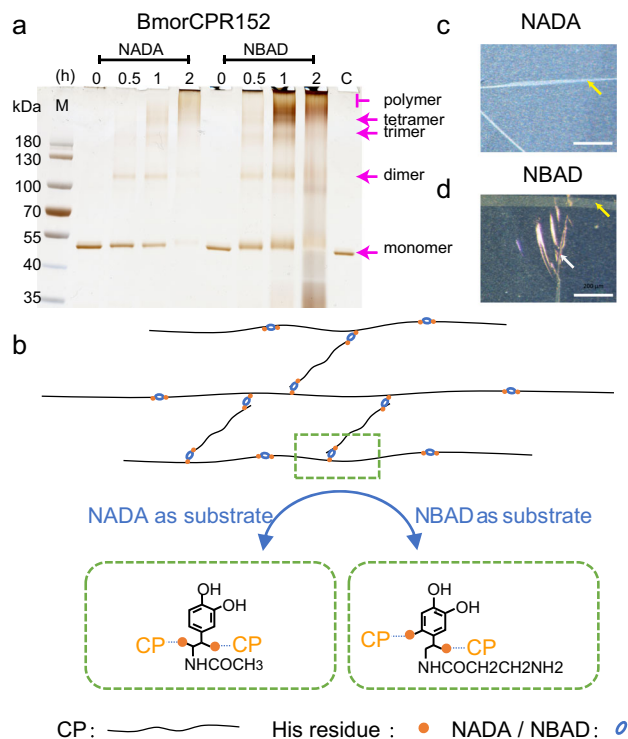 a
BmorCPR152
NADA NBAD
(h) 0 0.5 1 2 0 0.5 1 2 C
kDa M
180
130
100
70
55
40
35
polymer
tetramer
trimer
dimer
monomer
c
NADA
d
NBAD
200 μm
b
NADA as substrate
NBAD as substrate
OH
OH
CP CP
NHCOCH3
OH
OH
CP
CP
NHCOCH2CH2NH2
CP: His residue : NADA / NBAD: